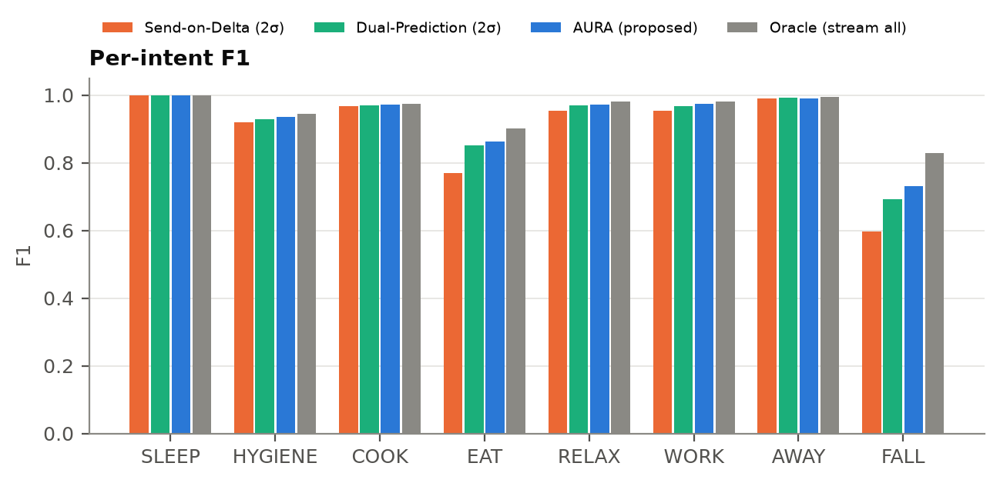 Send-on-Delta (2σ) Dual-Prediction (2σ) AURA (proposed) Oracle (stream all)
Per-intent F1
1.0
0.8
0.6
0.4
0.2
0.0
F1
SLEEP HYGIENE COOK EAT RELAX WORK AWAY FALL